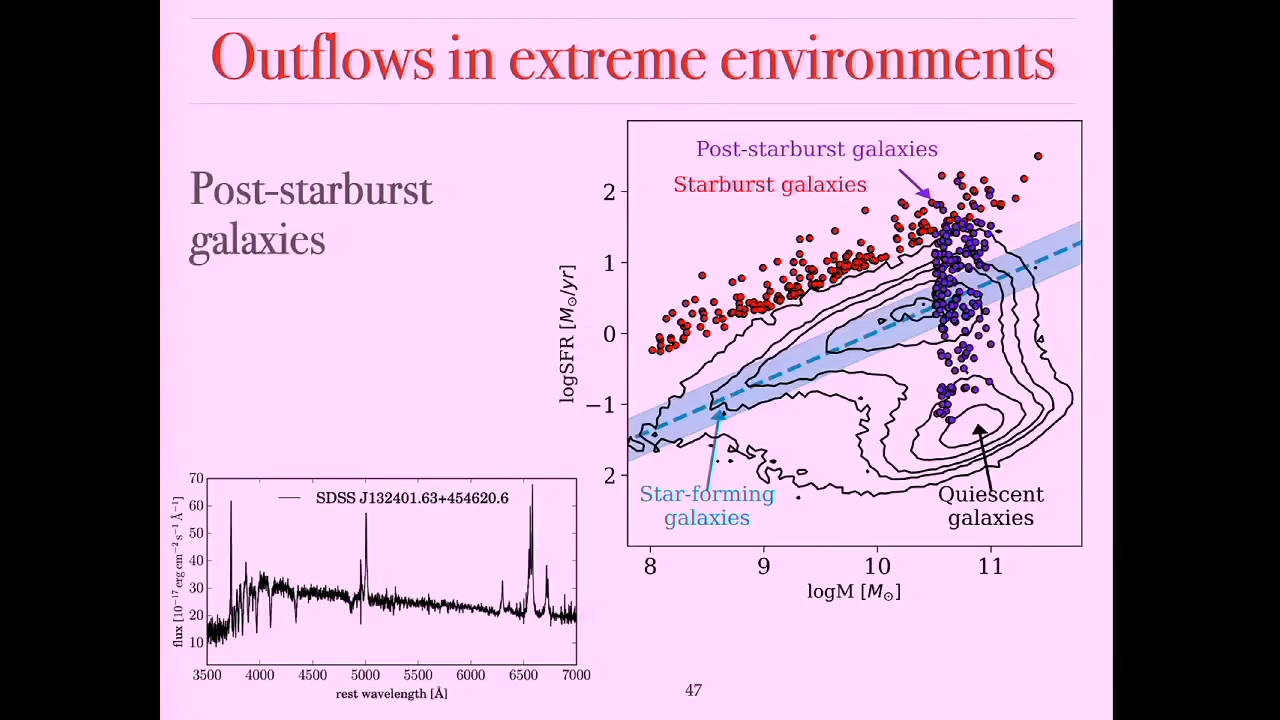 Outflows in extreme environments
Post-starburst
galaxies
Post-starburst galaxies
Starburst galaxies
2
1
0
−1
2
logSFR [M⊙/yr]
Star-forming
galaxies
Quiescent
galaxies
8 9 10 11
logM [M⊙]
SDSS J132401.63+454620.6
70
60
50
40
30
20
10
flux [10⁻¹⁷ erg cm⁻² s⁻¹ Å⁻¹]
3500 4000 4500 5000 5500 6000 6500 7000
rest wavelength [Å]
47